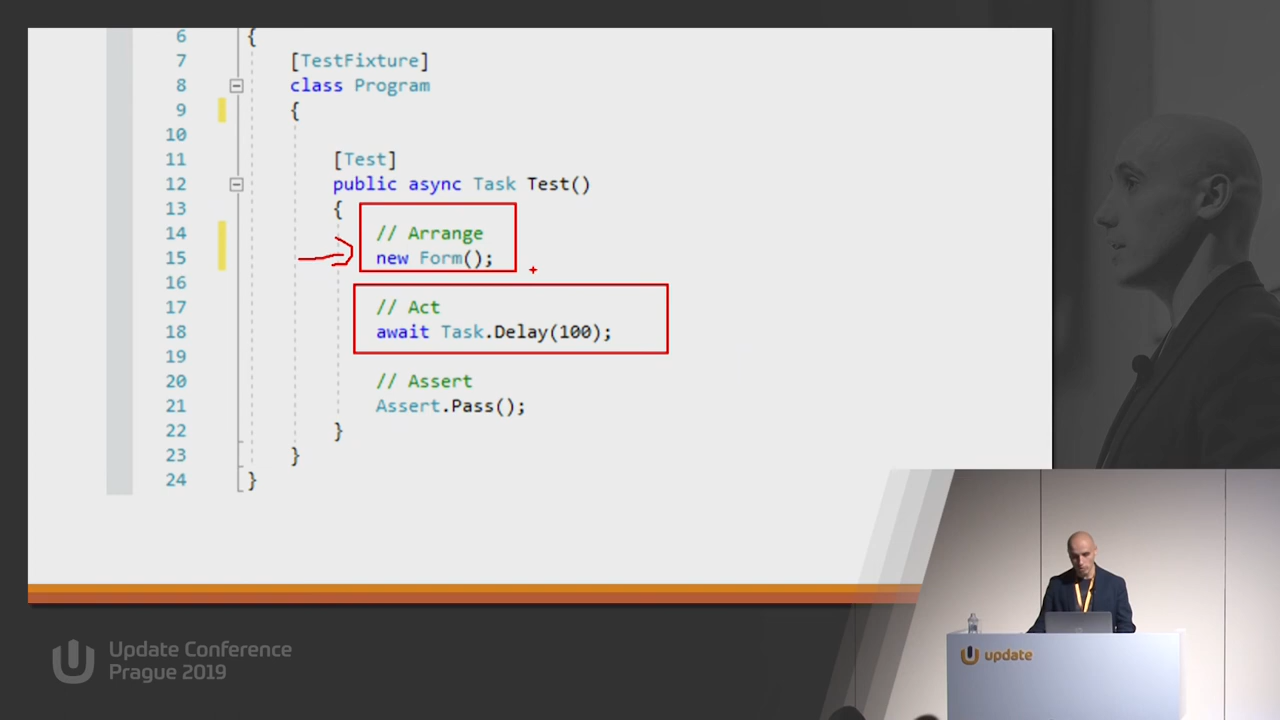 6 {
7 [TestFixture]
8 class Program
9 {
10
11 [Test]
12 public async Task Test()
13 {
14 // Arrange
15 new Form();
16
17 // Act
18 await Task.Delay(100);
19
20 // Assert
21 Assert.Pass();
22 }
23 }
24 }
Update Conference
Prague 2019
update